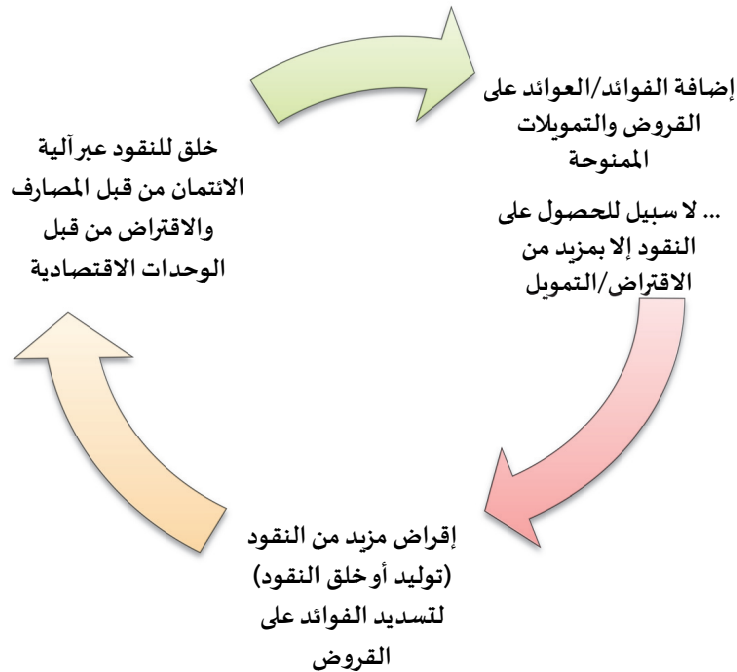 إضافة الفوائد/العوائد على
القروض والتمويلات
الممنوحة
... لا سبيل للحصول على
النقود إلا بمزيد من
الاقتراض/التمويل
إقراض مزيد من النقود
(توليد أو خلق النقود)
لتسديد الفوائد على
القروض
خلق للنقود عبر آلية
الائتمان من قبل المصارف
والاقتراض من قبل
الوحدات الاقتصادية